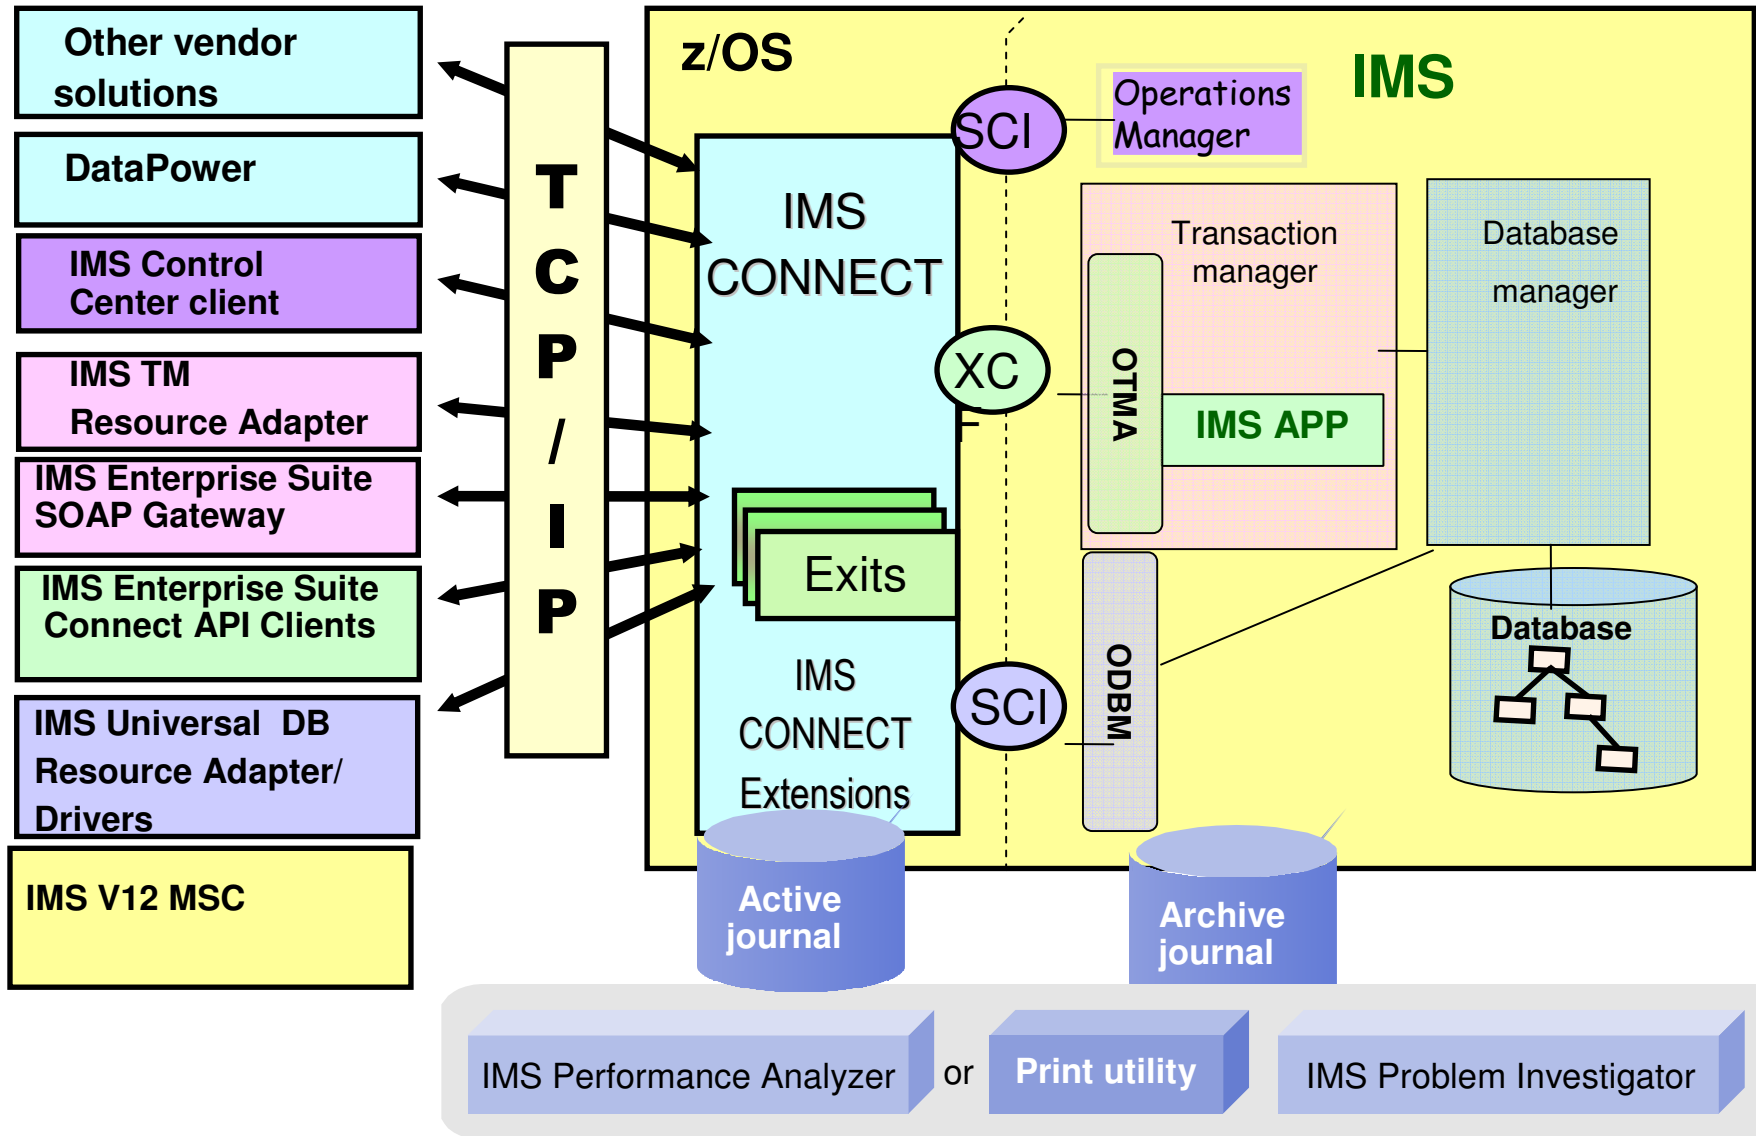 Other vendor
solutions
DataPower
IMS Control
Center client
IMS TM
Resource Adapter
IMS Enterprise Suite
SOAP Gateway
IMS Enterprise Suite
Connect API Clients
IMS Universal DB
Resource Adapter/
Drivers
IMS V12 MSC
T
C
P
/
I
P
z/OS
IMS
CONNECT
Exits
IMS
CONNECT
Extensions
SCI
XC
F
SCI
IMS
Operations
Manager
Transaction
manager
OTMA
IMS APP
ODBM
Database
manager
Database
Active
journal
Archive
journal
IMS Performance Analyzer
or
Print utility
IMS Problem Investigator